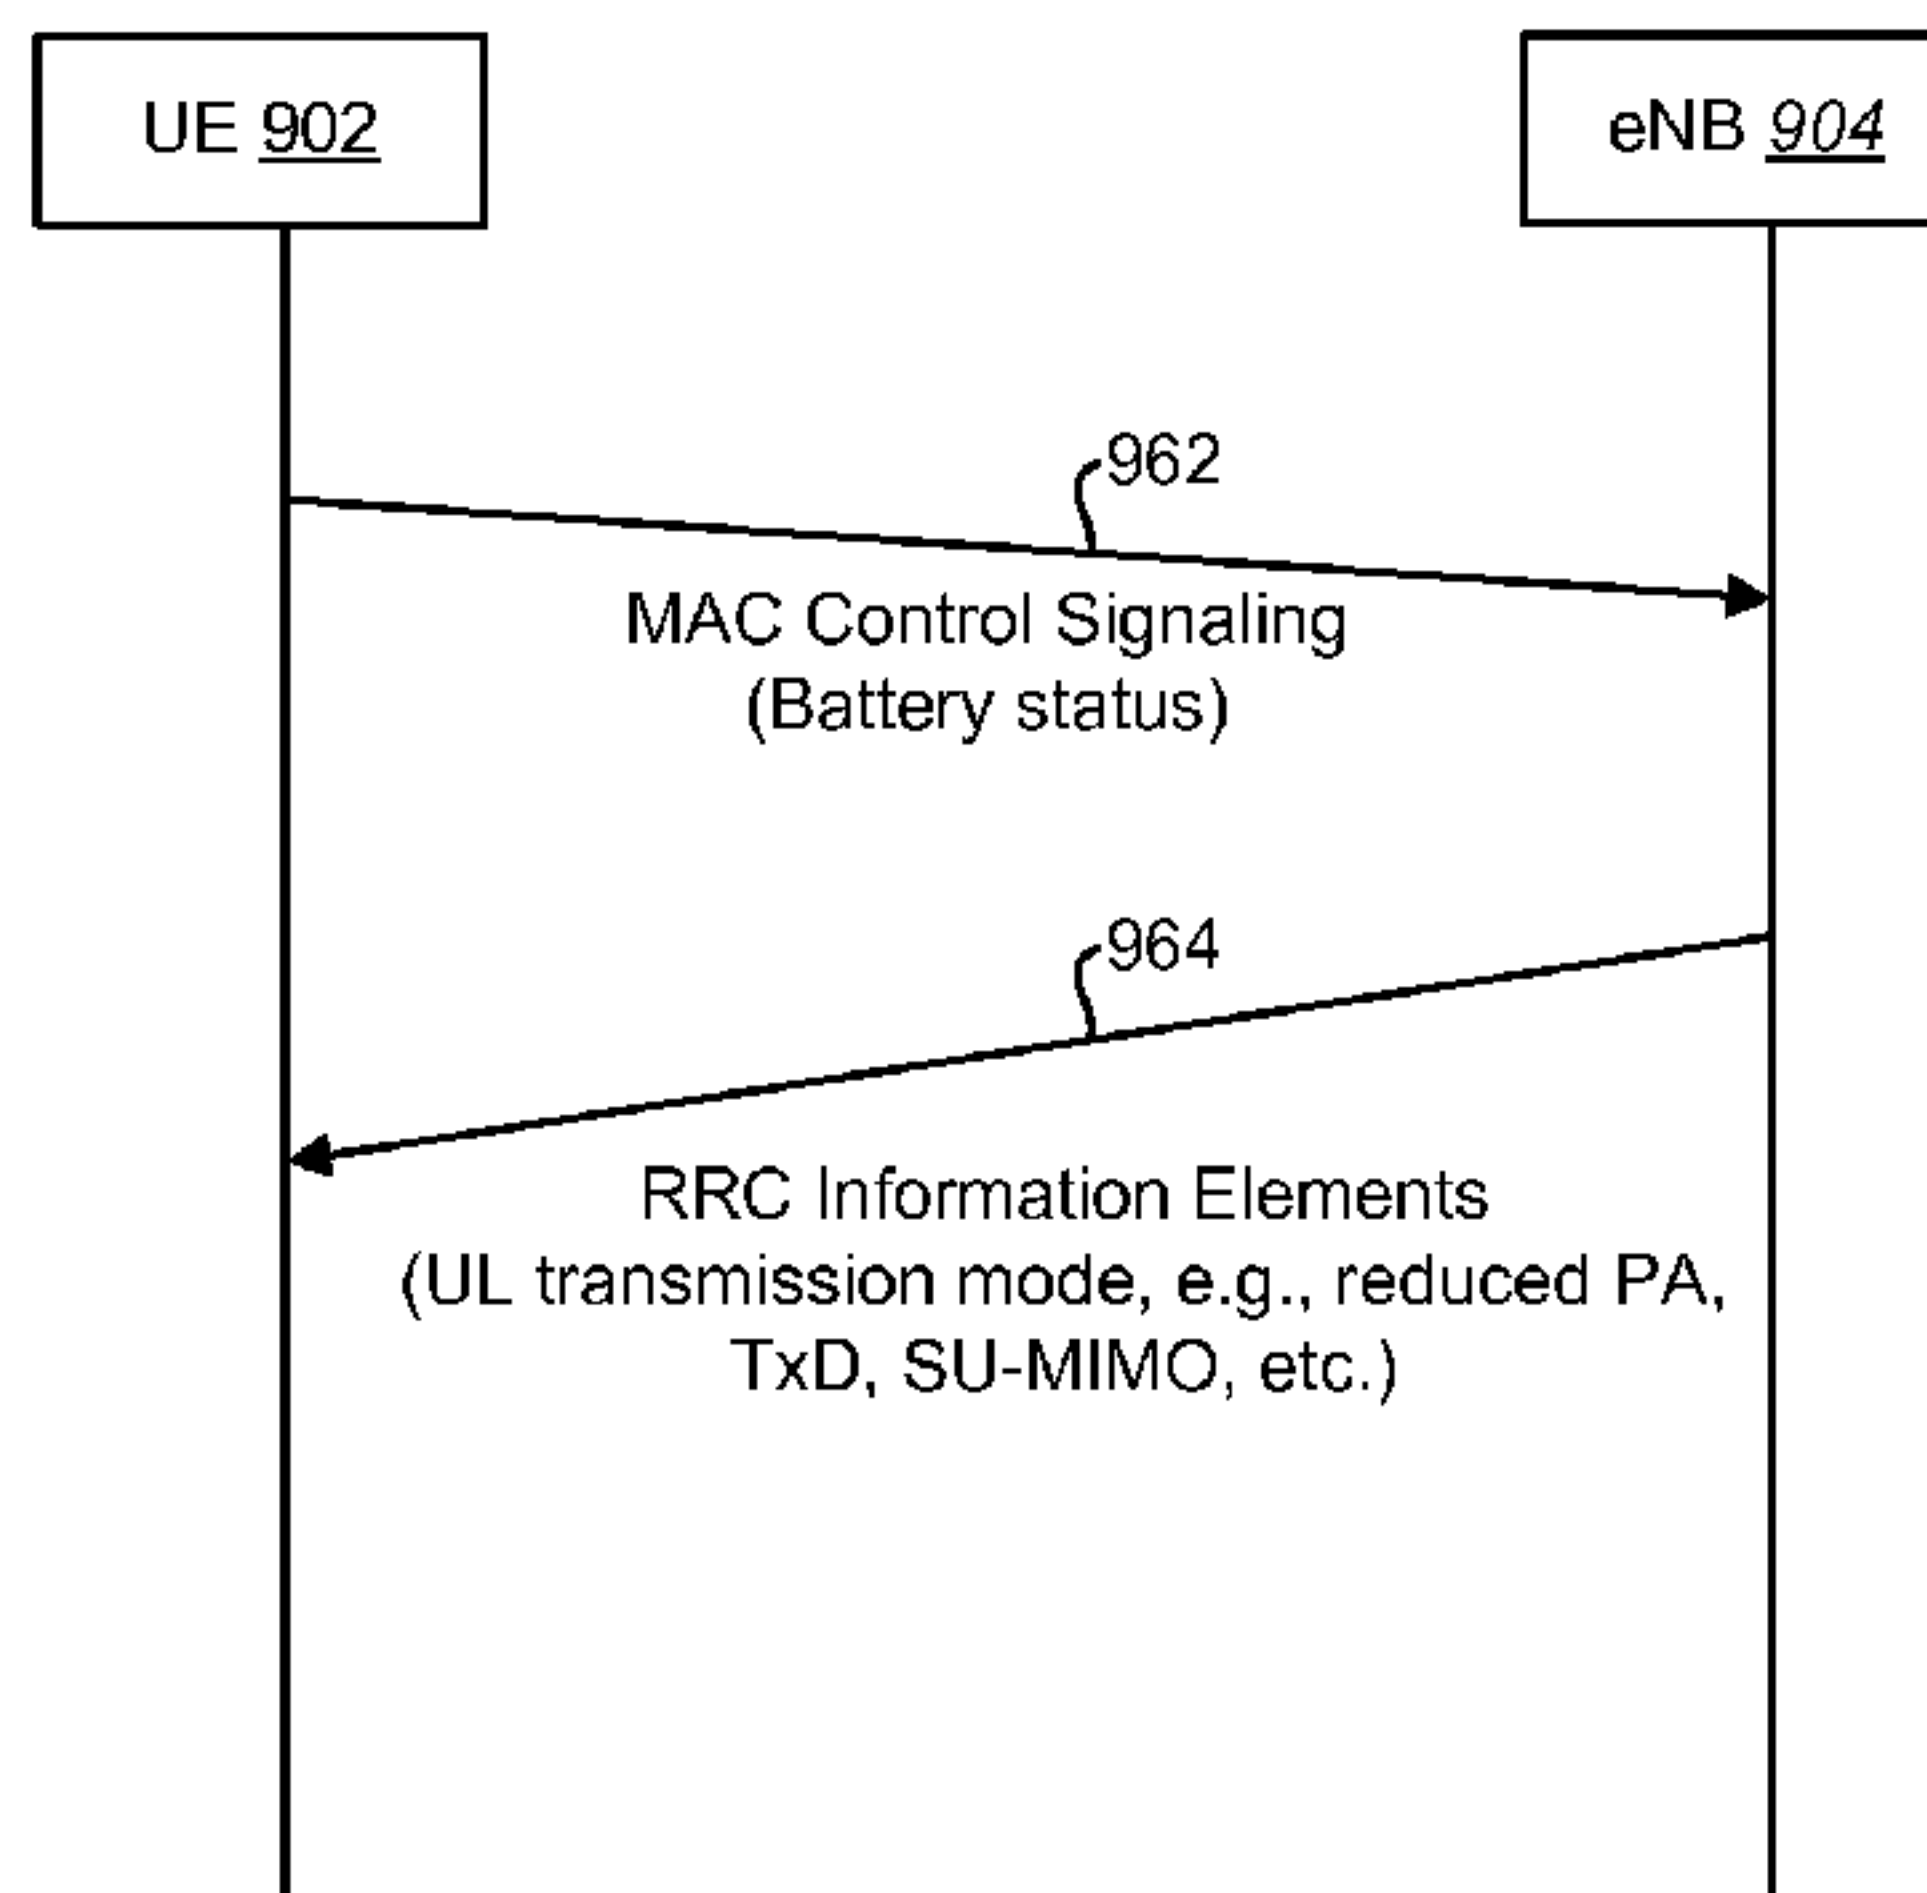 UE 902
eNB 904
962
MAC Control Signaling
(Battery status)
964
RRC Information Elements
(UL transmission mode, e.g., reduced PA,
TxD, SU-MIMO, etc.)